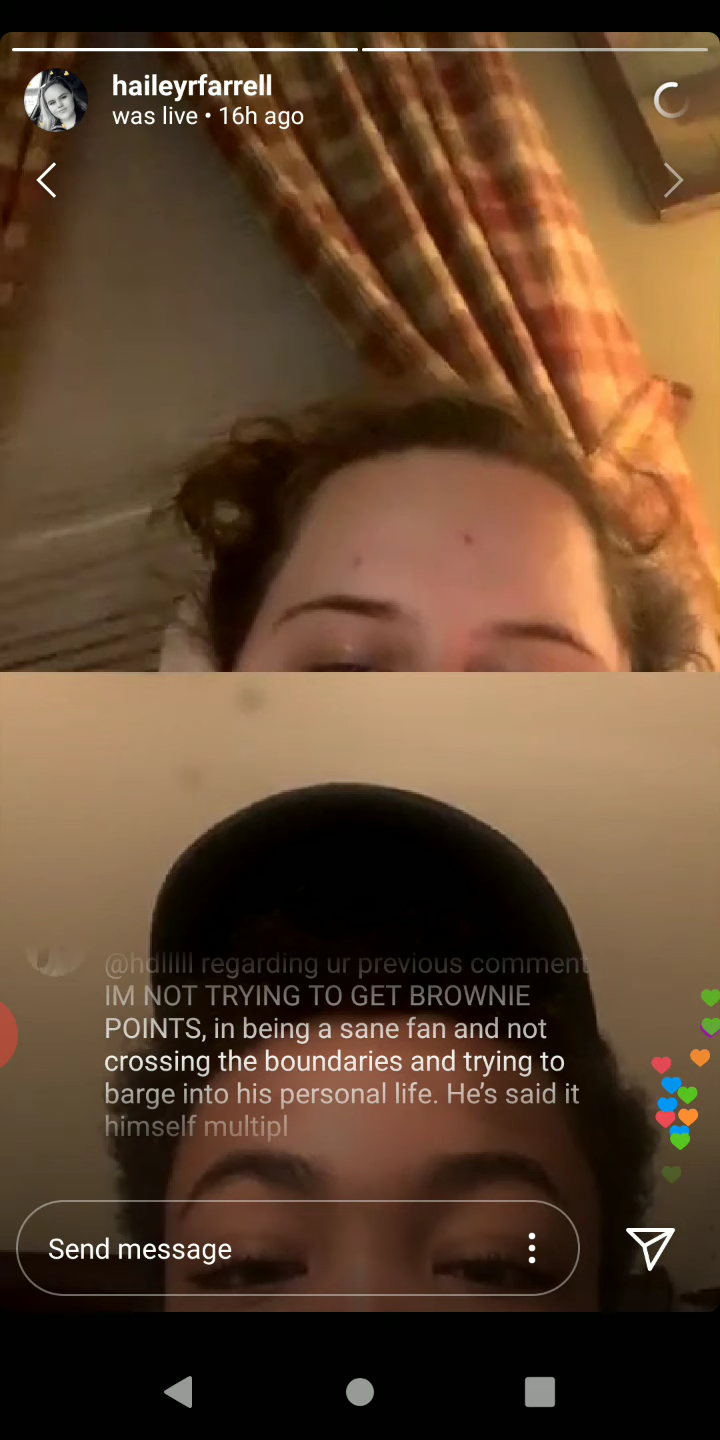 haileyrfarrell
was live • 16h ago
@hdlllll regarding ur previous comment
IM NOT TRYING TO GET BROWNIE
POINTS, in being a sane fan and not
crossing the boundaries and trying to
barge into his personal life. He’s said it
himself multipl
Send message